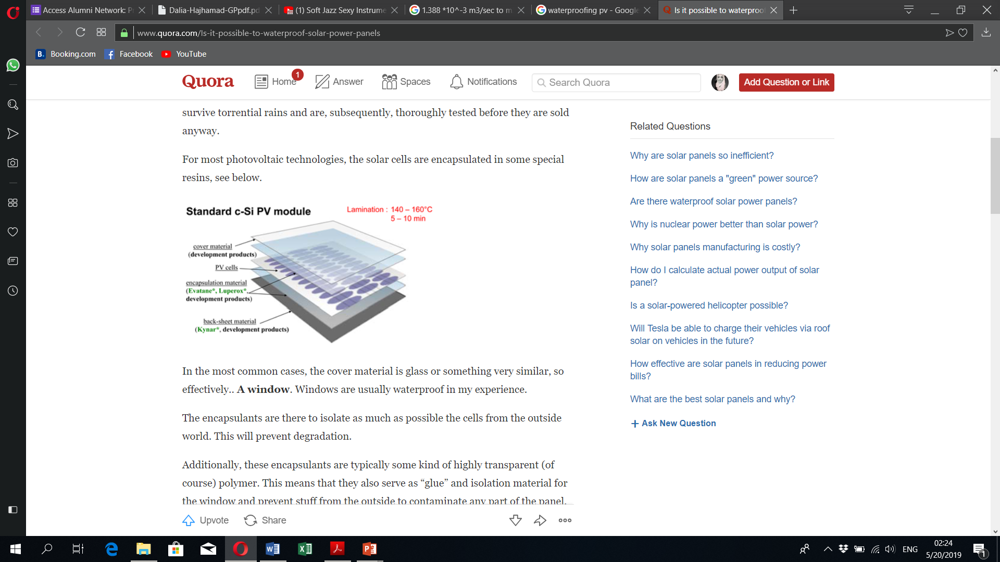 Access Alumni Network: P
Dalia-Hajhamad-GPpdf.pd
(1) Soft Jazz Sexy Instrume
1.388 *10^-3 m3/sec to m
waterproofing pv - Google
Is it possible to waterproo
www.quora.com/Is-it-possible-to-waterproof-solar-power-panels
B. Booking.com
Facebook
YouTube
Quora
Home
1
Answer
Spaces
Notifications
Search Quora
Add Question or Link
survive torrential rains and are, subsequently, thoroughly tested before they are sold
anyway.
For most photovoltaic technologies, the solar cells are encapsulated in some special
resins, see below.
Standard c-Si PV module
Lamination : 140 – 160°C
5 – 10 min
cover material
(development products)
PV cells
encapsulation material
(Evatane*, Luperox*,
development products)
back-sheet material
(Kynar*, development products)
In the most common cases, the cover material is glass or something very similar, so
effectively.. A window. Windows are usually waterproof in my experience.
The encapsulants are there to isolate as much as possible the cells from the outside
world. This will prevent degradation.
Additionally, these encapsulants are typically some kind of highly transparent (of
course) polymer. This means that they also serve as “glue” and isolation material for
the window and prevent stuff from the outside to contaminate any part of the panel.
Upvote
Share
Related Questions
Why are solar panels so inefficient?
How are solar panels a "green" power source?
Are there waterproof solar power panels?
Why is nuclear power better than solar power?
Why solar panels manufacturing is costly?
How do I calculate actual power output of solar
panel?
Is a solar-powered helicopter possible?
Will Tesla be able to charge their vehicles via roof
solar on vehicles in the future?
How effective are solar panels in reducing power
bills?
What are the best solar panels and why?
+ Ask New Question
ENG
02:24
5/20/2019
1